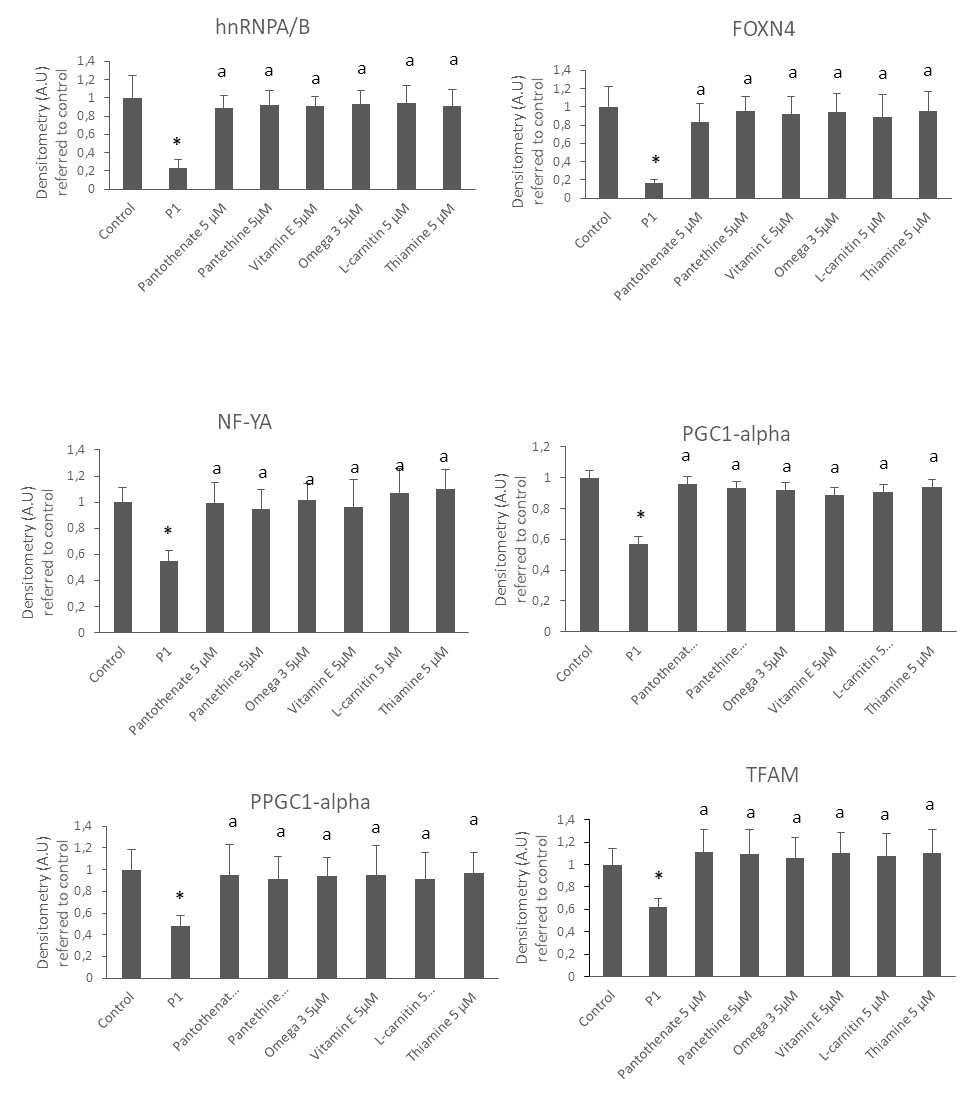 hnRNPA/B
Densitometry (A.U)
referred to control
1,4
1,2
1
0,8
0,6
0,4
0,2
0
*
a
a
a
a
a
a
Control
P1
Pantothenate 5 µM
Pantethine 5µM
Vitamin E 5µM
Omega 3 5µM
L-carnitin 5 µM
Thiamine 5 µM
FOXN4
Densitometry (A.U)
referred to control
1,4
1,2
1
0,8
0,6
0,4
0,2
0
*
a
a
a
a
a
a
Control
P1
Pantothenate 5 µM
Pantethine 5µM
Vitamin E 5µM
Omega 3 5µM
L-carnitin 5 µM
Thiamine 5 µM
NF-YA
Densitometry (A.U)
referred to control
1,4
1,2
1
0,8
0,6
0,4
0,2
0
*
a
a
a
a
a
a
Control
P1
Pantothenate 5 µM
Pantethine 5µM
Omega 3 5µM
Vitamin E 5µM
L-carnitin 5 µM
Thiamine 5 µM
PGC1-alpha
Densitometry (A.U)
referred to control
1,2
1
0,8
0,6
0,4
0,2
0
*
a
a
a
a
a
a
Control
P1
Pantothenat...
Pantethine...
Omega 3 5µM
Vitamin E 5µM
L-carnitin 5...
Thiamine 5 µM
PPGC1-alpha
Densitometry (A.U)
referred to control
1,4
1,2
1
0,8
0,6
0,4
0,2
0
*
a
a
a
a
a
a
Control
P1
Pantothenat...
Pantethine...
Omega 3 5µM
Vitamin E 5µM
L-carnitin 5...
Thiamine 5 µM
TFAM
Densitometry (A.U)
referred to control
1,4
1,2
1
0,8
0,6
0,4
0,2
0
*
a
a
a
a
a
a
Control
P1
Pantothenate 5 µM
Pantethine 5µM
Omega 3 5µM
Vitamin E 5µM
L-carnitin 5 µM
Thiamine 5 µM